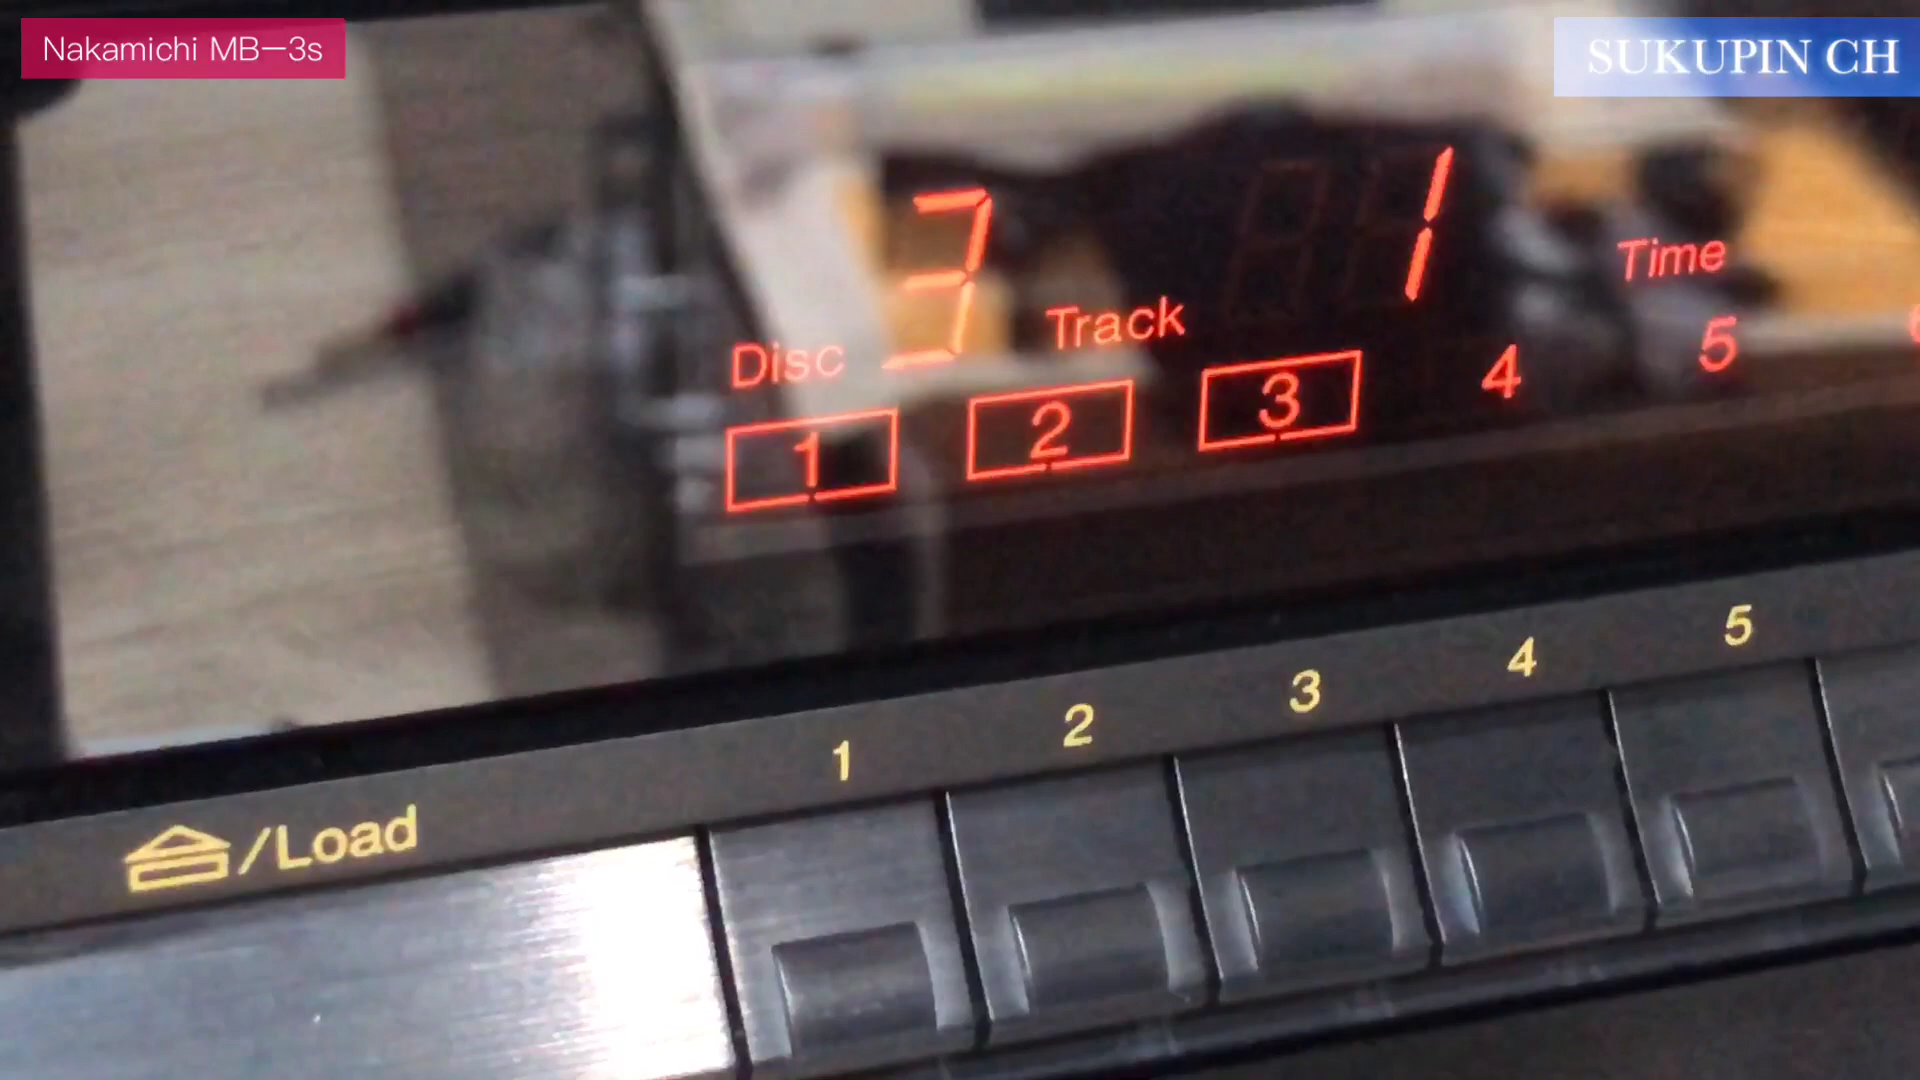 Nakamichi MB-3s
SUKUPIN CH
Disc 3 Track 1 Time
1 2 3 4 5
1 2 3 4 5
/Load